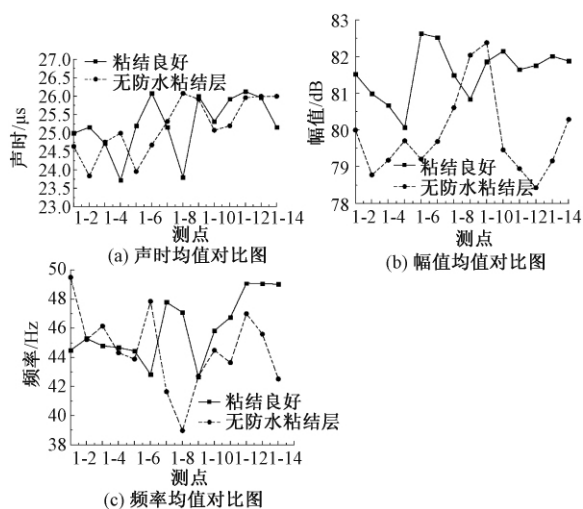 27.0
26.5
26.0
25.5
25.0
24.5
24.0
23.5
23.0
声时/μs
粘结良好
无防水粘结层
1-2 1-4 1-6 1-8 1-10 1-12 1-14
测点
(a) 声时均值对比图
83
82
81
80
79
78
幅值/dB
粘结良好
无防水粘结层
1-2 1-4 1-6 1-8 1-10 1-12 1-14
测点
(b) 幅值均值对比图
50
48
46
44
42
40
38
频率/Hz
粘结良好
无防水粘结层
1-2 1-4 1-6 1-8 1-10 1-12 1-14
测点
(c) 频率均值对比图